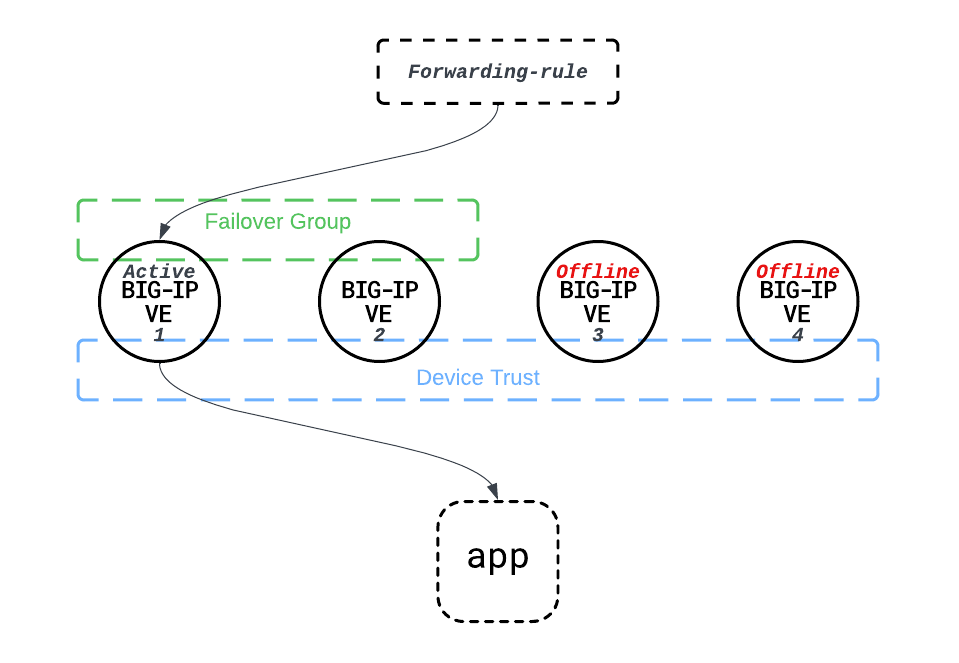 Forwarding-rule
Failover Group
Active
BIG-IP
VE
1
BIG-IP
VE
2
Offline
BIG-IP
VE
3
Offline
BIG-IP
VE
4
Device Trust
app